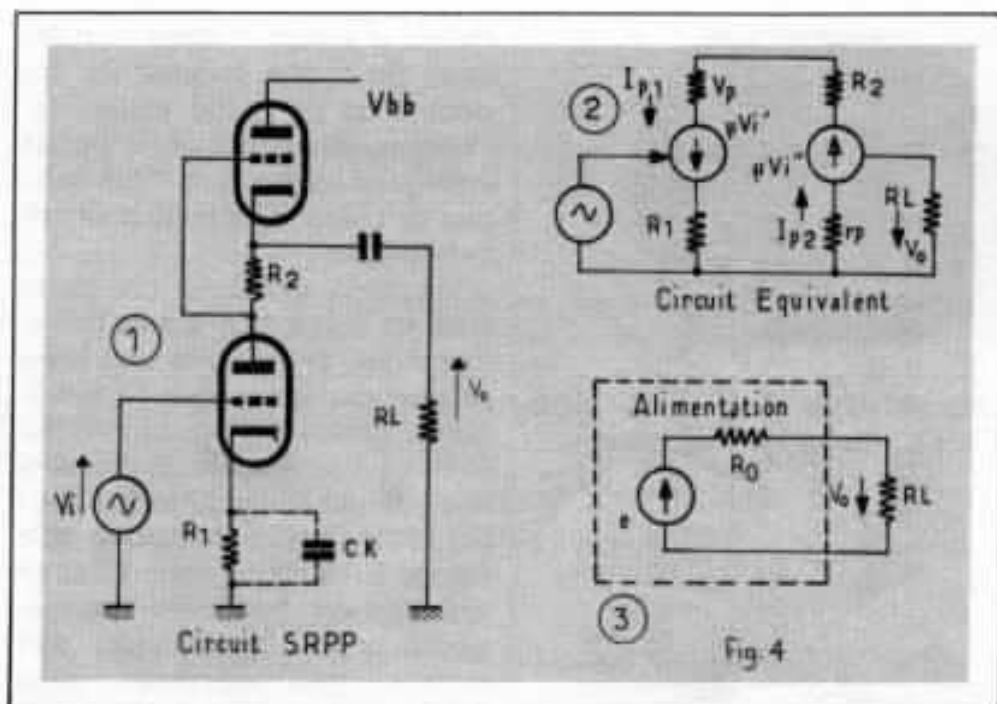 Vbb
R2
1
Vi
R1
CK
RL
Vo
Circuit SRPP
2
Ip1
Vp
µVi'
R1
R2
µVi"
Ip2
rp
RL
Vo
Circuit Equivalent
Alimentation
R0
e
Vo
RL
3
Fig. 4